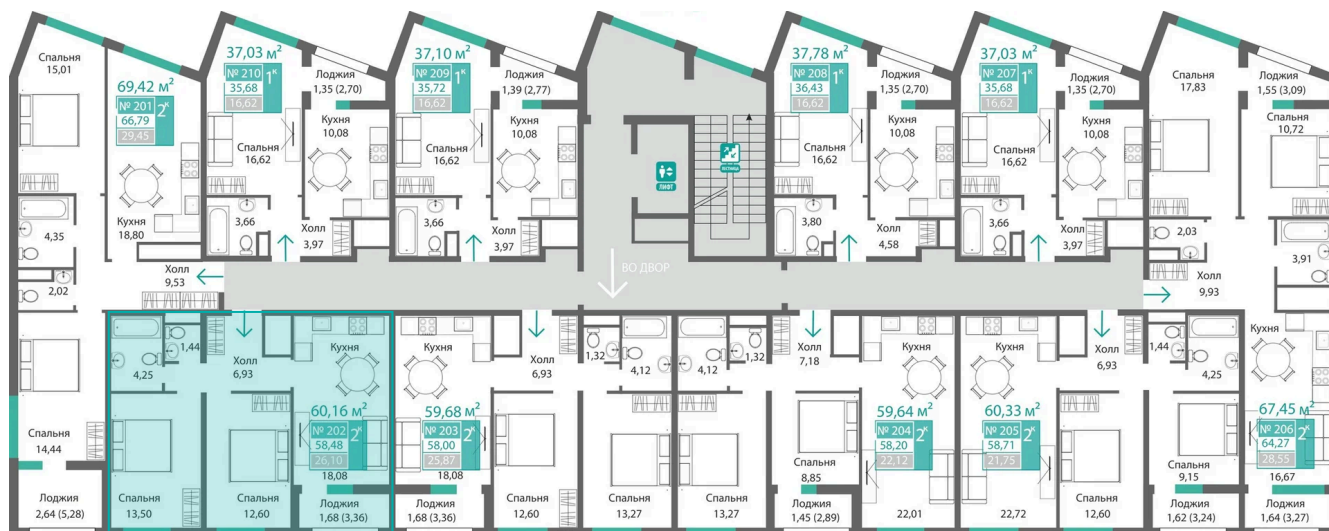 Спальня
15,01
69,42 м²
№ 201
66,79
29,45
2К
Кухня
18,80
4,35
2,02
Холл
9,53
Спальня
14,44
Лоджия
2,64 (5,28)
37,03 м²
№ 210
35,68
16,62
1К
Лоджия
1,35 (2,70)
Кухня
10,08
Спальня
16,62
3,66
Холл
3,97
37,10 м²
№ 209
35,72
16,62
1К
Лоджия
1,39 (2,77)
Кухня
10,08
Спальня
16,62
3,66
Холл
3,97
ЛИФТ
ЛЕСТНИЦА
ВО ДВОР
37,78 м²
№ 208
36,43
16,62
1К
Лоджия
1,35 (2,70)
Кухня
10,08
Спальня
16,62
3,80
Холл
4,58
37,03 м²
№ 207
35,68
16,62
1К
Лоджия
1,35 (2,70)
Кухня
10,08
Спальня
16,62
3,66
Холл
3,97
Спальня
17,83
Лоджия
1,55 (3,09)
Спальня
10,72
2,03
3,91
Холл
9,93
1,44
4,25
Холл
6,93
Кухня
60,16 м²
№ 202
58,48
26,10
2К
18,08
Спальня
13,50
Спальня
12,60
Лоджия
1,68 (3,36)
Кухня
59,68 м²
№ 203
58,00
25,87
2К
18,08
Лоджия
1,68 (3,36)
Холл
6,93
1,32
4,12
Спальня
12,60
Спальня
13,27
4,12
1,32
Холл
7,18
Кухня
59,64 м²
№ 204
58,20
22,12
2К
22,01
Спальня
13,27
Спальня
8,85
Лоджия
1,45 (2,89)
Кухня
60,33 м²
№ 205
58,71
21,75
2К
22,72
Холл
6,93
1,44
4,25
Спальня
12,60
Спальня
9,15
Лоджия
1,62 (3,24)
Кухня
67,45 м²
№ 206
64,27
28,55
2К
16,67
Лоджия
1,64 (3,27)